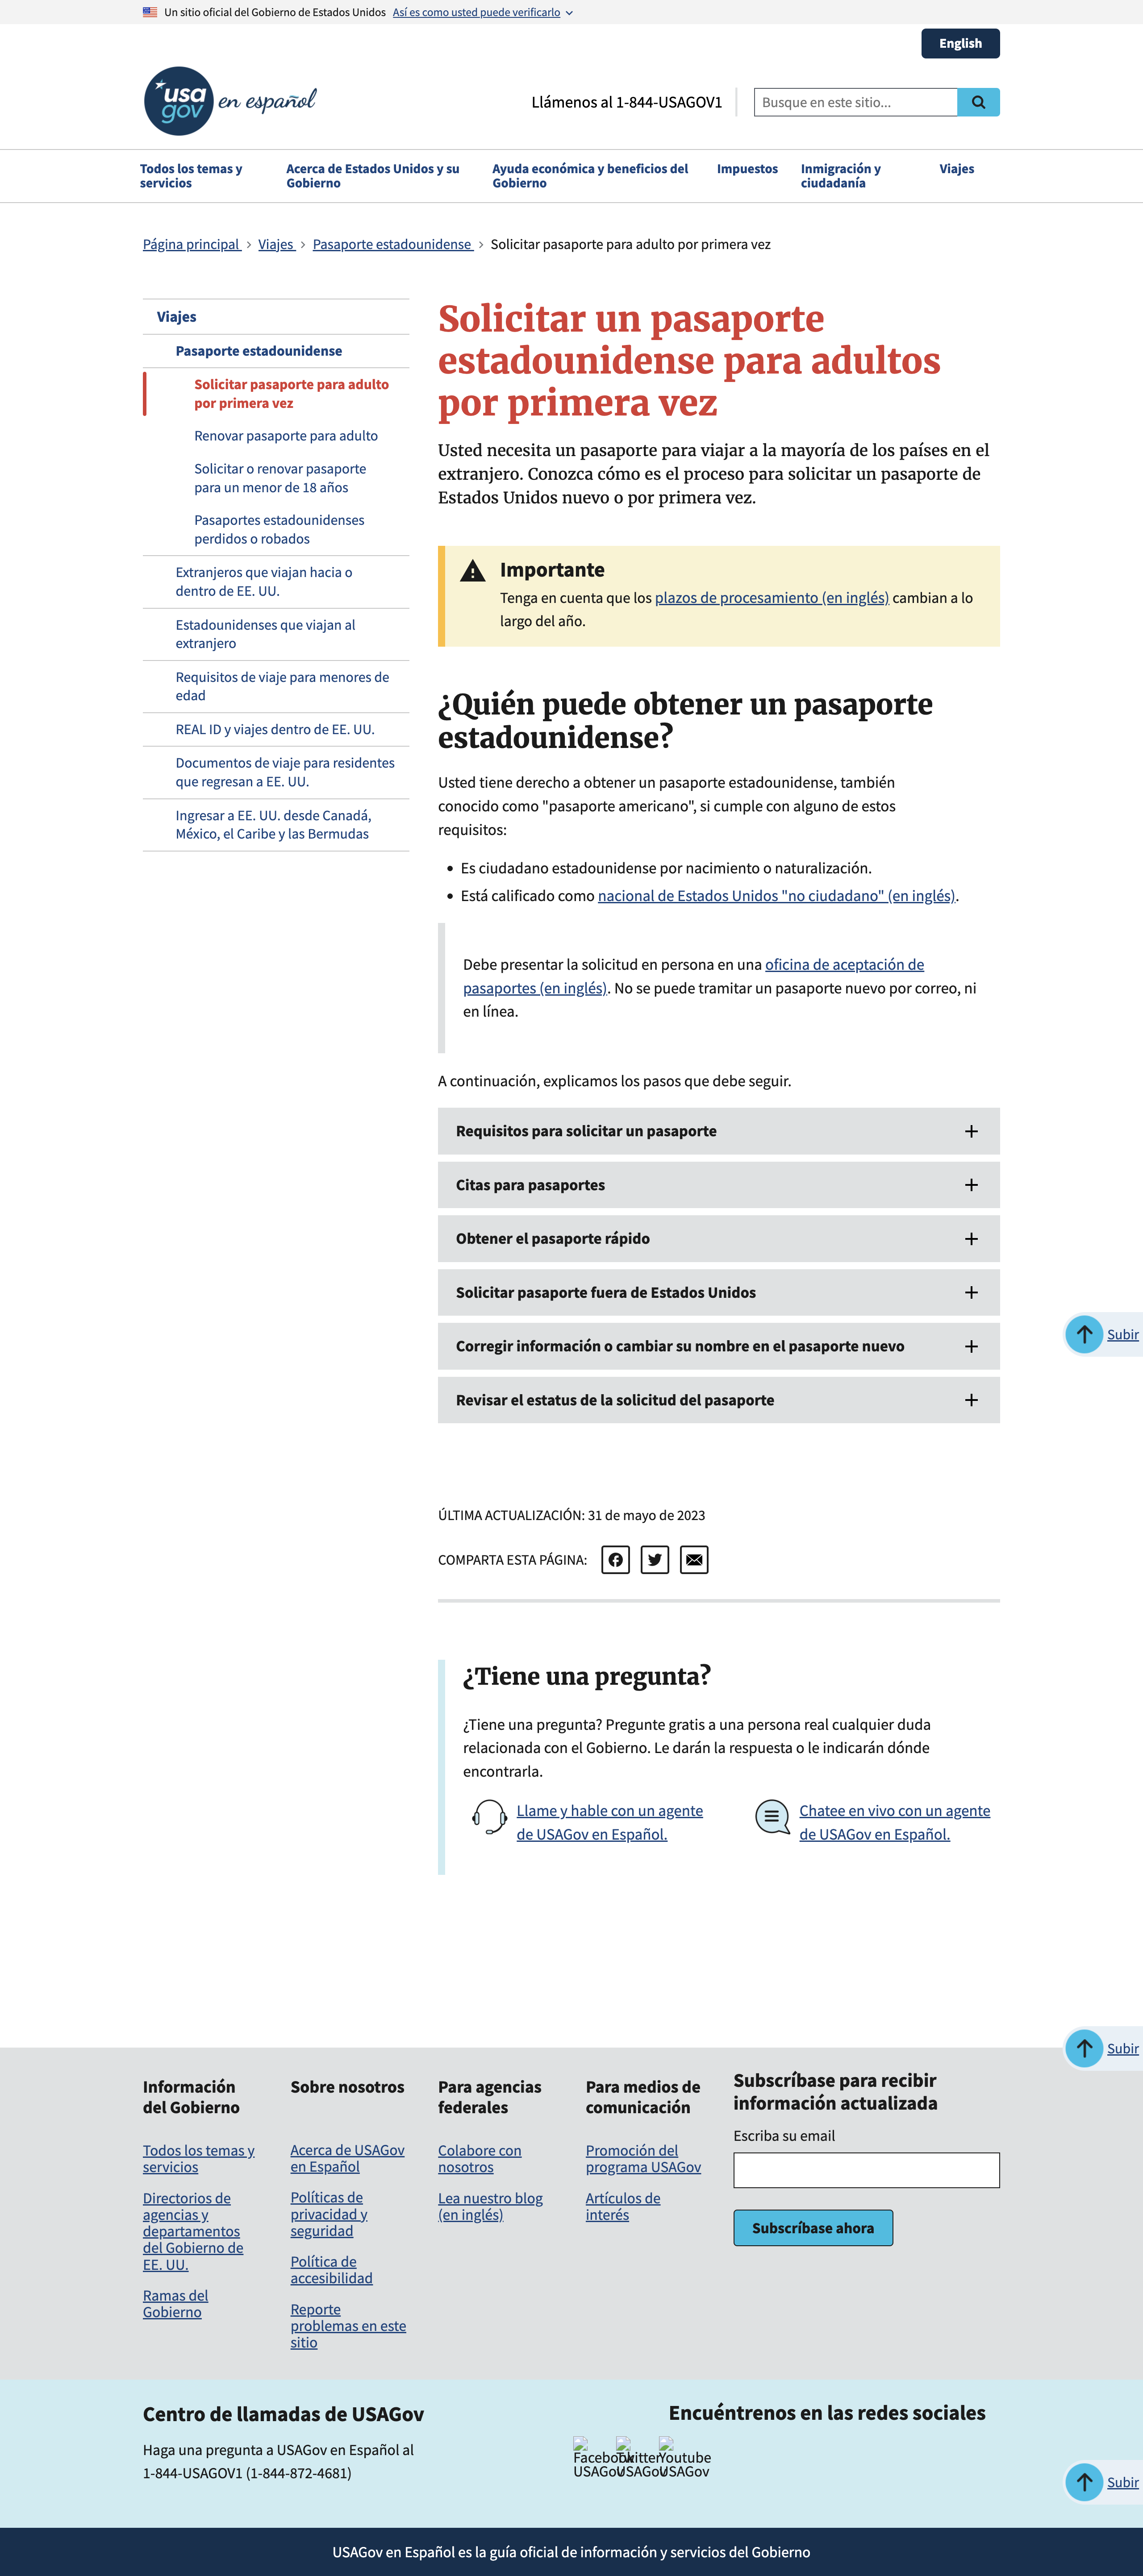 Un sitio oficial del Gobierno de Estados Unidos Así es como usted puede verificarlo
English
usa
gov
en español
Llámenos al 1-844-USAGOV1
Busque en este sitio...
Todos los temas y
servicios
Acerca de Estados Unidos y su
Gobierno
Ayuda económica y beneficios del
Gobierno
Impuestos
Inmigración y
ciudadanía
Viajes
Página principal Viajes Pasaporte estadounidense Solicitar pasaporte para adulto por primera vez
Viajes
Pasaporte estadounidense
Solicitar pasaporte para adulto
por primera vez
Renovar pasaporte para adulto
Solicitar o renovar pasaporte
para un menor de 18 años
Pasaportes estadounidenses
perdidos o robados
Extranjeros que viajan hacia o
dentro de EE. UU.
Estadounidenses que viajan al
extranjero
Requisitos de viaje para menores de
edad
REAL ID y viajes dentro de EE. UU.
Documentos de viaje para residentes
que regresan a EE. UU.
Ingresar a EE. UU. desde Canadá,
México, el Caribe y las Bermudas
Solicitar un pasaporte
estadounidense para adultos
por primera vez
Usted necesita un pasaporte para viajar a la mayoría de los países en el
extranjero. Conozca cómo es el proceso para solicitar un pasaporte de
Estados Unidos nuevo o por primera vez.
Importante
Tenga en cuenta que los plazos de procesamiento (en inglés) cambian a lo
largo del año.
¿Quién puede obtener un pasaporte
estadounidense?
Usted tiene derecho a obtener un pasaporte estadounidense, también
conocido como "pasaporte americano", si cumple con alguno de estos
requisitos:
• Es ciudadano estadounidense por nacimiento o naturalización.
• Está calificado como nacional de Estados Unidos "no ciudadano" (en inglés).
Debe presentar la solicitud en persona en una oficina de aceptación de
pasaportes (en inglés). No se puede tramitar un pasaporte nuevo por correo, ni
en línea.
A continuación, explicamos los pasos que debe seguir.
Requisitos para solicitar un pasaporte
Citas para pasaportes
Obtener el pasaporte rápido
Solicitar pasaporte fuera de Estados Unidos
Subir
Corregir información o cambiar su nombre en el pasaporte nuevo
Revisar el estatus de la solicitud del pasaporte
ÚLTIMA ACTUALIZACIÓN: 31 de mayo de 2023
COMPARTA ESTA PÁGINA:
¿Tiene una pregunta?
¿Tiene una pregunta? Pregunte gratis a una persona real cualquier duda
relacionada con el Gobierno. Le darán la respuesta o le indicarán dónde
encontrarla.
Llame y hable con un agente
de USAGov en Español.
Chatee en vivo con un agente
de USAGov en Español.
Subir
Información
del Gobierno
Todos los temas y
servicios
Directorios de
agencias y
departamentos
del Gobierno de
EE. UU.
Ramas del
Gobierno
Sobre nosotros
Acerca de USAGov
en Español
Políticas de
privacidad y
seguridad
Política de
accesibilidad
Reporte
problemas en este
sitio
Para agencias
federales
Colabore con
nosotros
Lea nuestro blog
(en inglés)
Para medios de
comunicación
Promoción del
programa USAGov
Artículos de
interés
Subscríbase para recibir
información actualizada
Escriba su email
Subscríbase ahora
Centro de llamadas de USAGov
Haga una pregunta a USAGov en Español al
1-844-USAGOV1 (1-844-872-4681)
Encuéntrenos en las redes sociales
Facebook
USAGov
Twitter
USAGov
Youtube
USAGov
Subir
USAGov en Español es la guía oficial de información y servicios del Gobierno